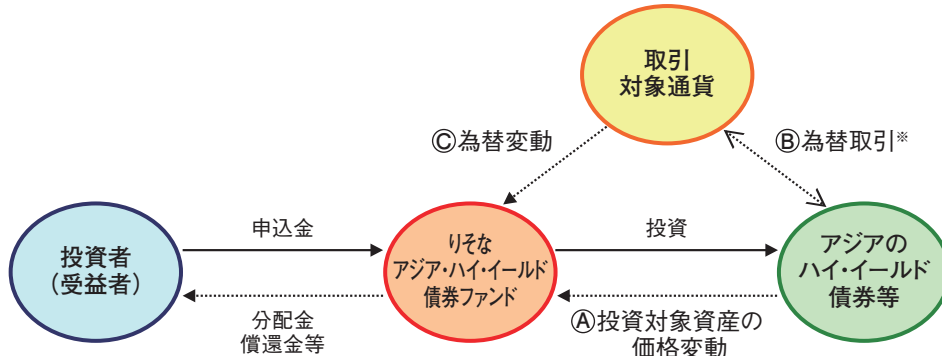 取引
対象通貨
Ⓒ為替変動
Ⓑ為替取引※
投資者
（受益者）
申込金
分配金
償還金等
りそな
アジア・ハイ・イールド
債券ファンド
投資
Ⓐ投資対象資産の
価格変動
アジアの
ハイ・イールド
債券等